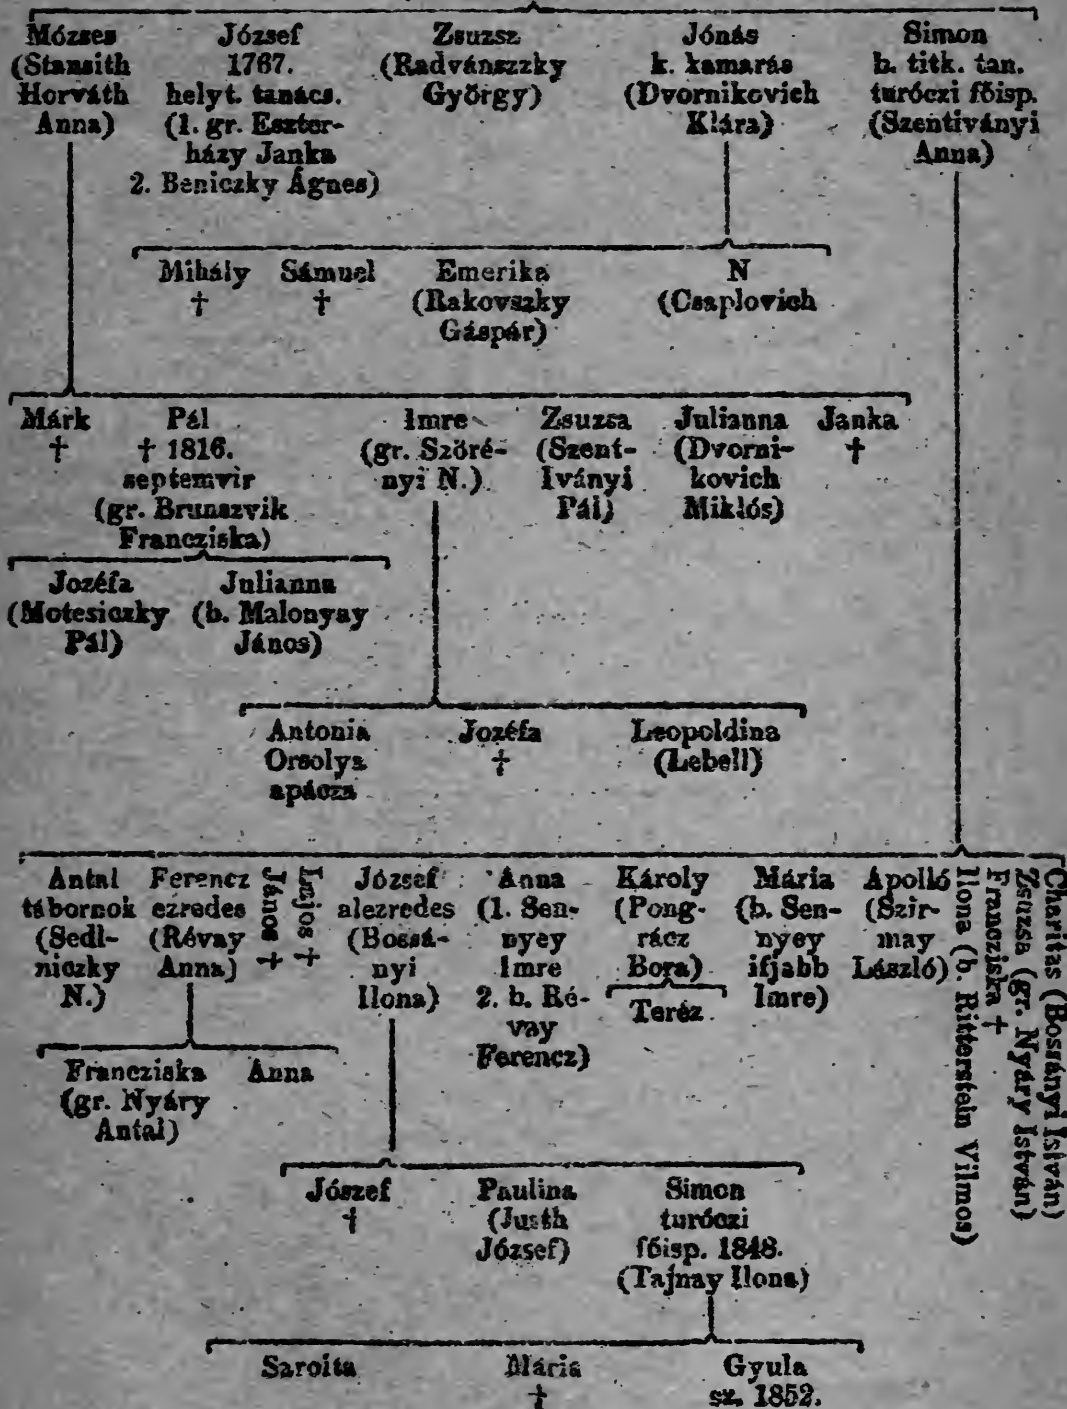 Mózses
(Stansith
Horváth
Anna)
József
1767.
helyt. tanács.
(1. gr. Eszter-
házy Janka
2. Beniczky Ágnes)
Zsuzsz
(Radvánszzky
György)
Jónás
k. kamarás
(Dvornikovich
Klára)
Simon
h. titk. tan.
turóczi főisp.
(Szentiványi
Anna)
Mihály
†
Sámuel
†
Emerika
(Rakovszky
Gáspár)
N
(Csaplovich
Márk
†
Pál
† 1816.
septemvir
(gr. Brunszvik
Francziska)
Imre
(gr. Szöré-
nyi N.)
Zsuzsa
(Szent-
Iványi
Pál)
Julianna
(Dvorni-
kovich
Miklós)
Janka
†
Jozéfa
(Motesiczky
Pál)
Julianna
(b. Malonyay
János)
Antonia
Orsolya
apácza
Jozéfa
†
Leopoldina
(Lebell)
Antal
tábornok
(Sedl-
niczky
N.)
Ferencz
ezredes
(Révay
Anna)
Lajos †
János †
József
alezredes
(Bossá-
nyi
Ilona)
Anna
(1. Sen-
nyey
Imre
2. b. Ré-
vay
Ferencz)
Károly
(Pong-
rácz
Bora)
Teréz
Mária
(b. Sen-
nyey
ifjabb
Imre)
Apolló
(Szir-
may
László)
Charitas (Bossányi István)
Zsuzsa (gr. Nyáry István)
Francziska †
Ilona (b. Ritterstein Vilmos)
Francziska
(gr. Nyáry
Antal)
Anna
József
†
Paulina
(Justh
József)
Simon
turóczi
főisp. 1848.
(Tajnay Ilona)
Sarolta
Mária
†
Gyula
sz. 1852.